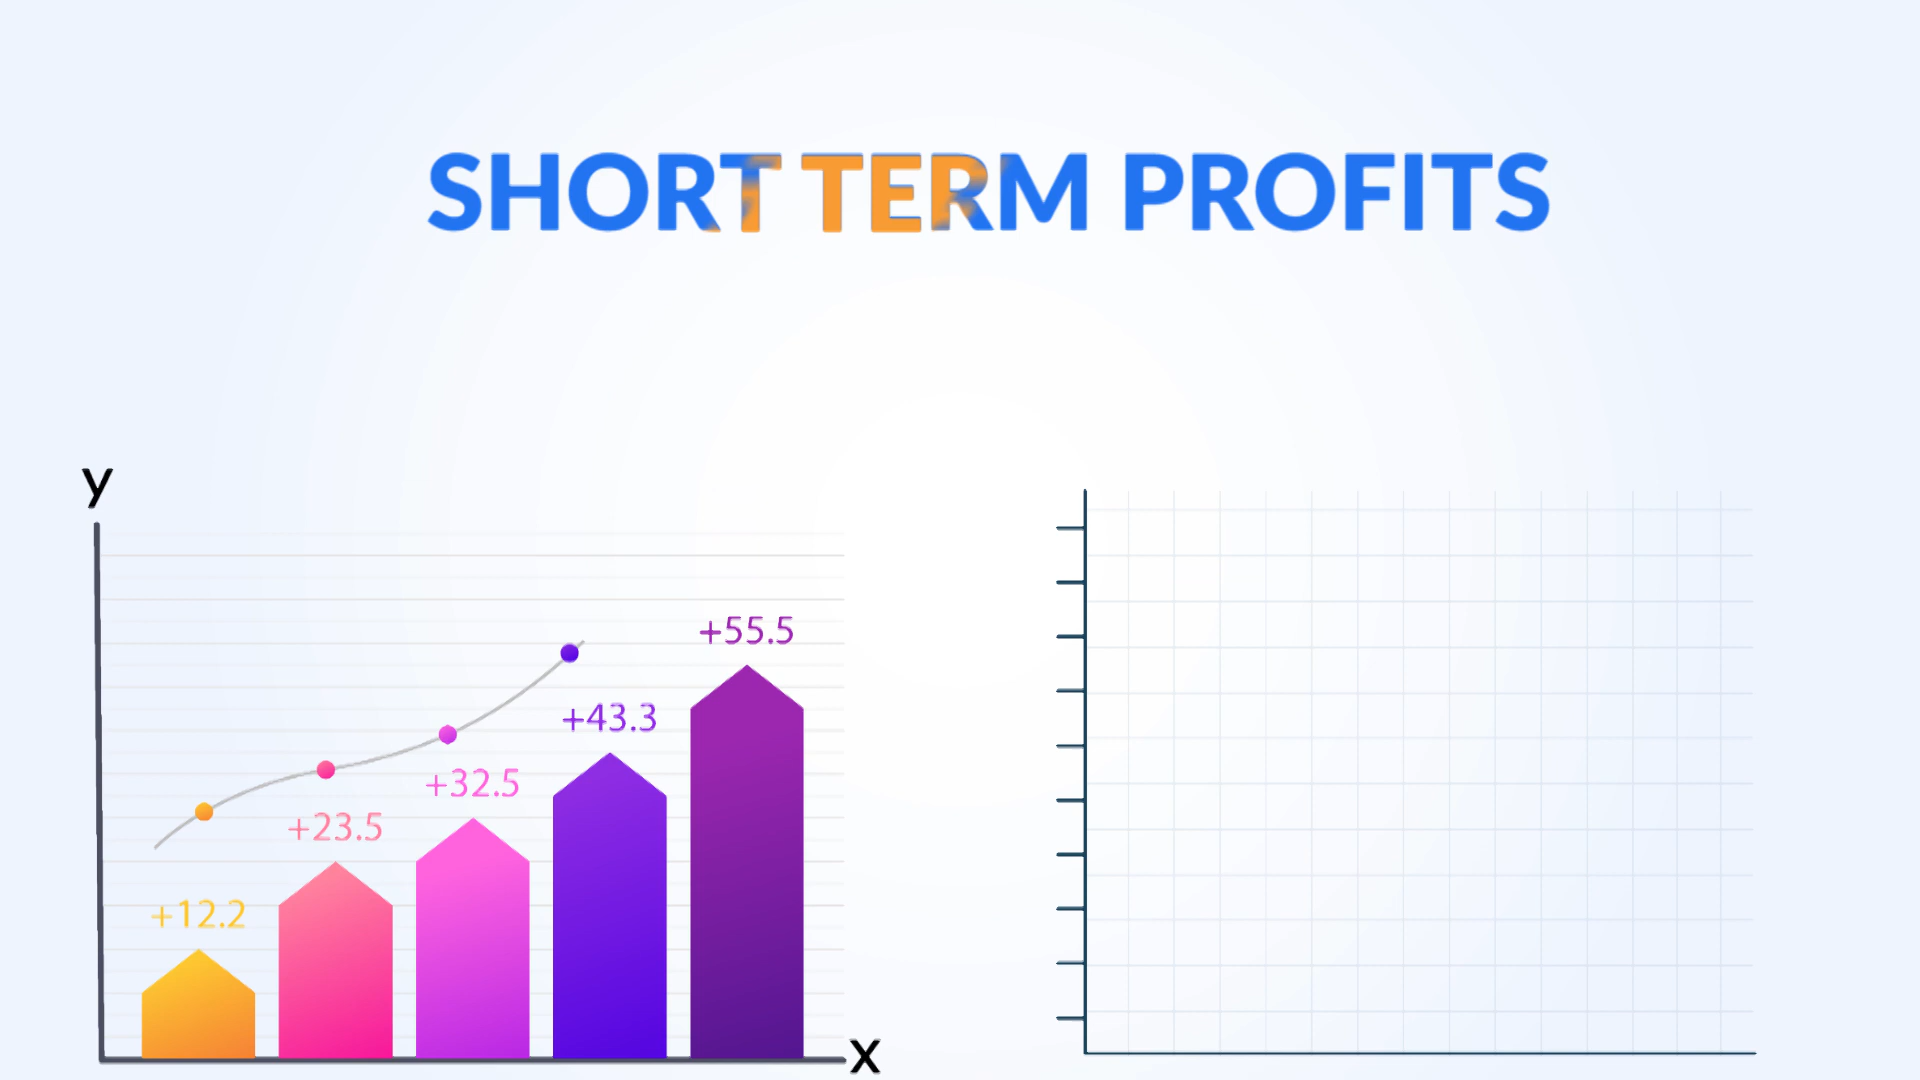 SHORT TERM PROFITS
y
+55.5
+43.3
+32.5
+23.5
+12.2
x